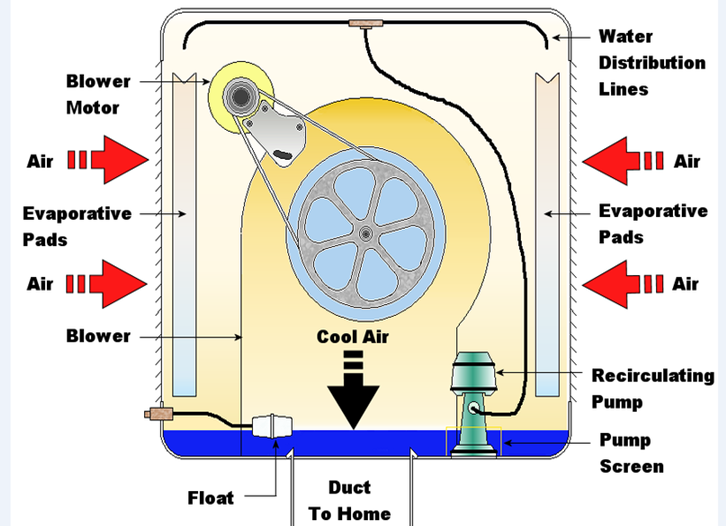 Water
Distribution
Lines
Blower
Motor
Air
Air
Evaporative
Pads
Evaporative
Pads
Air
Air
Blower
Cool Air
Recirculating
Pump
Pump
Screen
Float
Duct
To Home